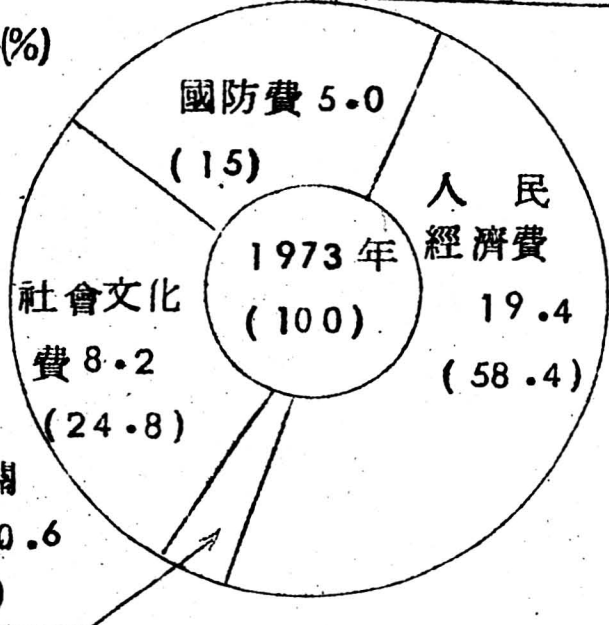 (%)
國防費 5.0
(15)
人 民
經濟費
19.4
(58.4)
1973 年
(100)
社會文化
費 8.2
(24.8)
0.6
)